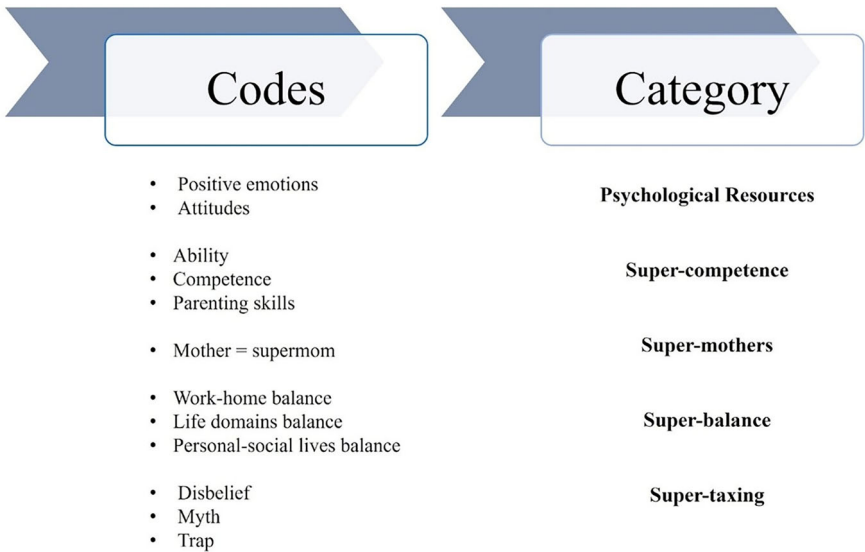 Codes
Category
• Positive emotions
• Attitudes
Psychological Resources
• Ability
• Competence
• Parenting skills
Super-competence
• Mother = supermom
Super-mothers
• Work-home balance
• Life domains balance
• Personal-social lives balance
Super-balance
• Disbelief
• Myth
• Trap
Super-taxing